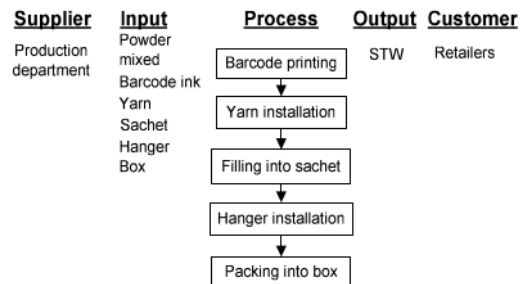 Supplier
Input
Process
Output
Customer
Production
department
Powder
mixed
Barcode ink
Yarn
Sachet
Hanger
Box
Barcode printing
Yarn installation
Filling into sachet
Hanger installation
Packing into box
STW
Retailers